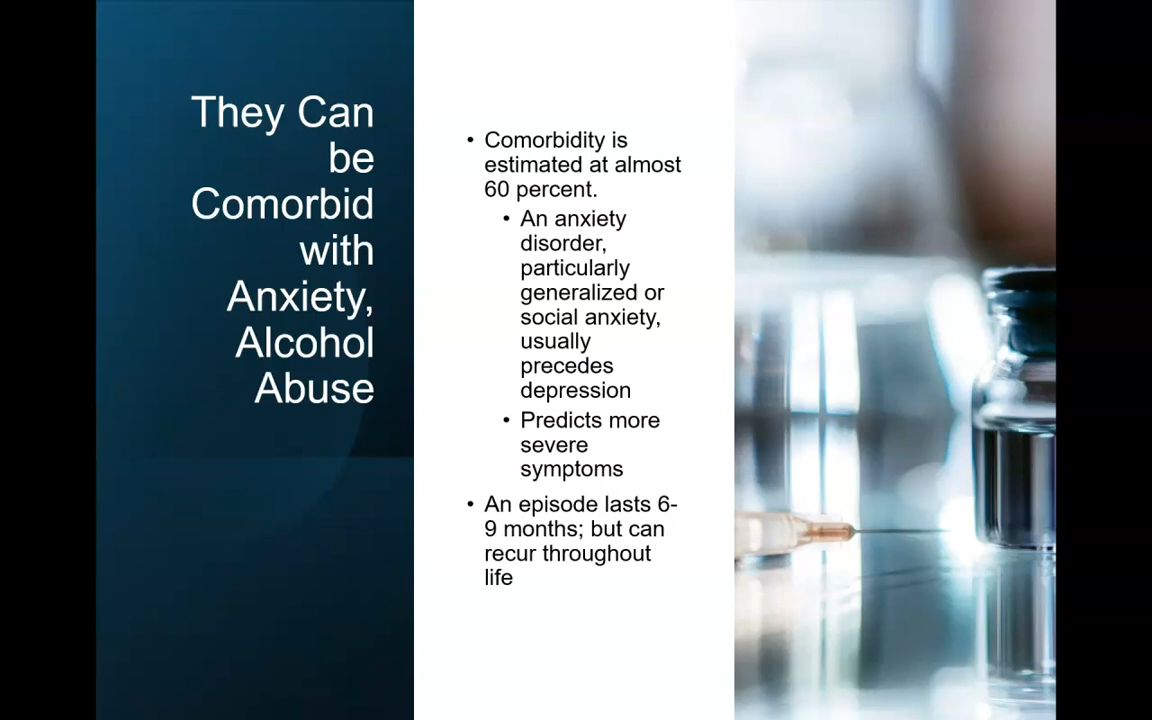 They Can
be
Comorbid
with
Anxiety,
Alcohol
Abuse
• Comorbidity is
estimated at almost
60 percent.
• An anxiety
disorder,
particularly
generalized or
social anxiety,
usually
precedes
depression
• Predicts more
severe
symptoms
• An episode lasts 6-
9 months; but can
recur throughout
life